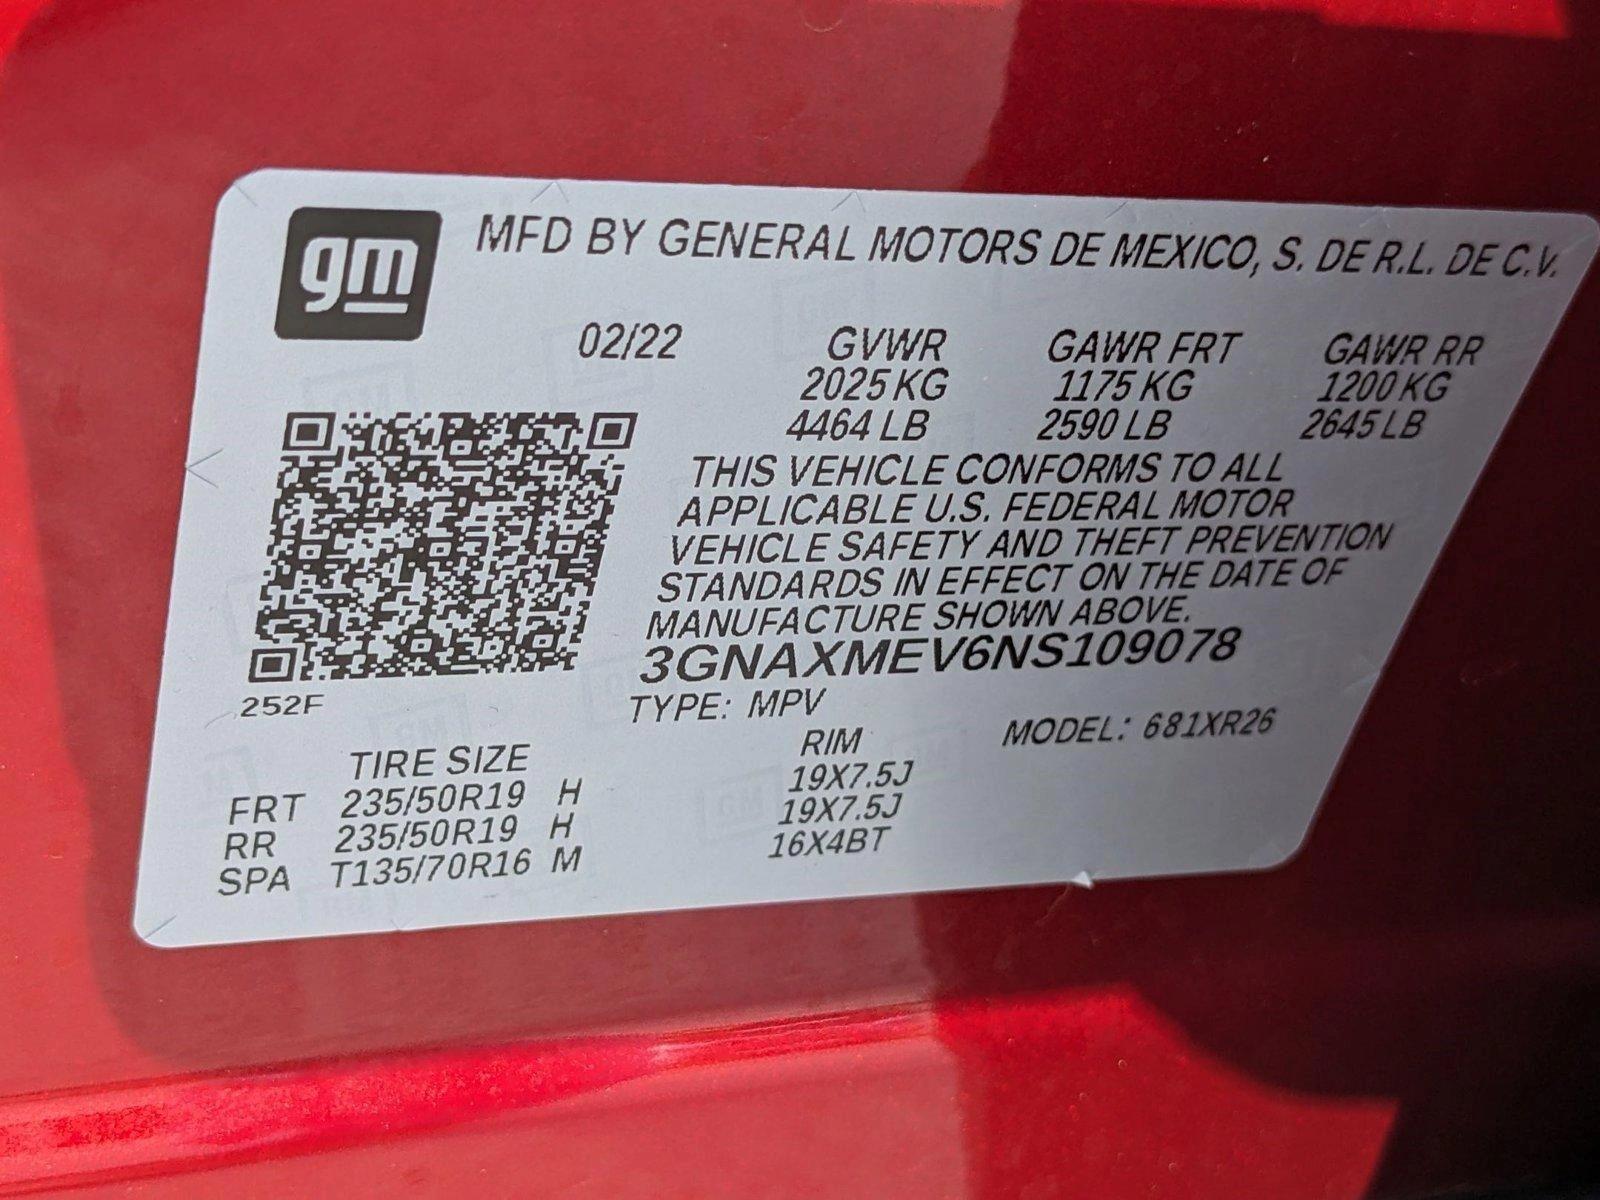 gm
MFD BY GENERAL MOTORS DE MEXICO, S. DE R.L. DE C.V.
02/22 GVWR GAWR FRT GAWR RR
2025 KG 1175 KG 1200 KG
4464 LB 2590 LB 2645 LB
THIS VEHICLE CONFORMS TO ALL
APPLICABLE U.S. FEDERAL MOTOR
VEHICLE SAFETY AND THEFT PREVENTION
STANDARDS IN EFFECT ON THE DATE OF
MANUFACTURE SHOWN ABOVE.
3GNAXMEV6NS109078
252F
TYPE: MPV MODEL: 681XR26
TIRE SIZE RIM
FRT 235/50R19 H 19X7.5J
RR 235/50R19 H 19X7.5J
SPA T135/70R16 M 16X4BT